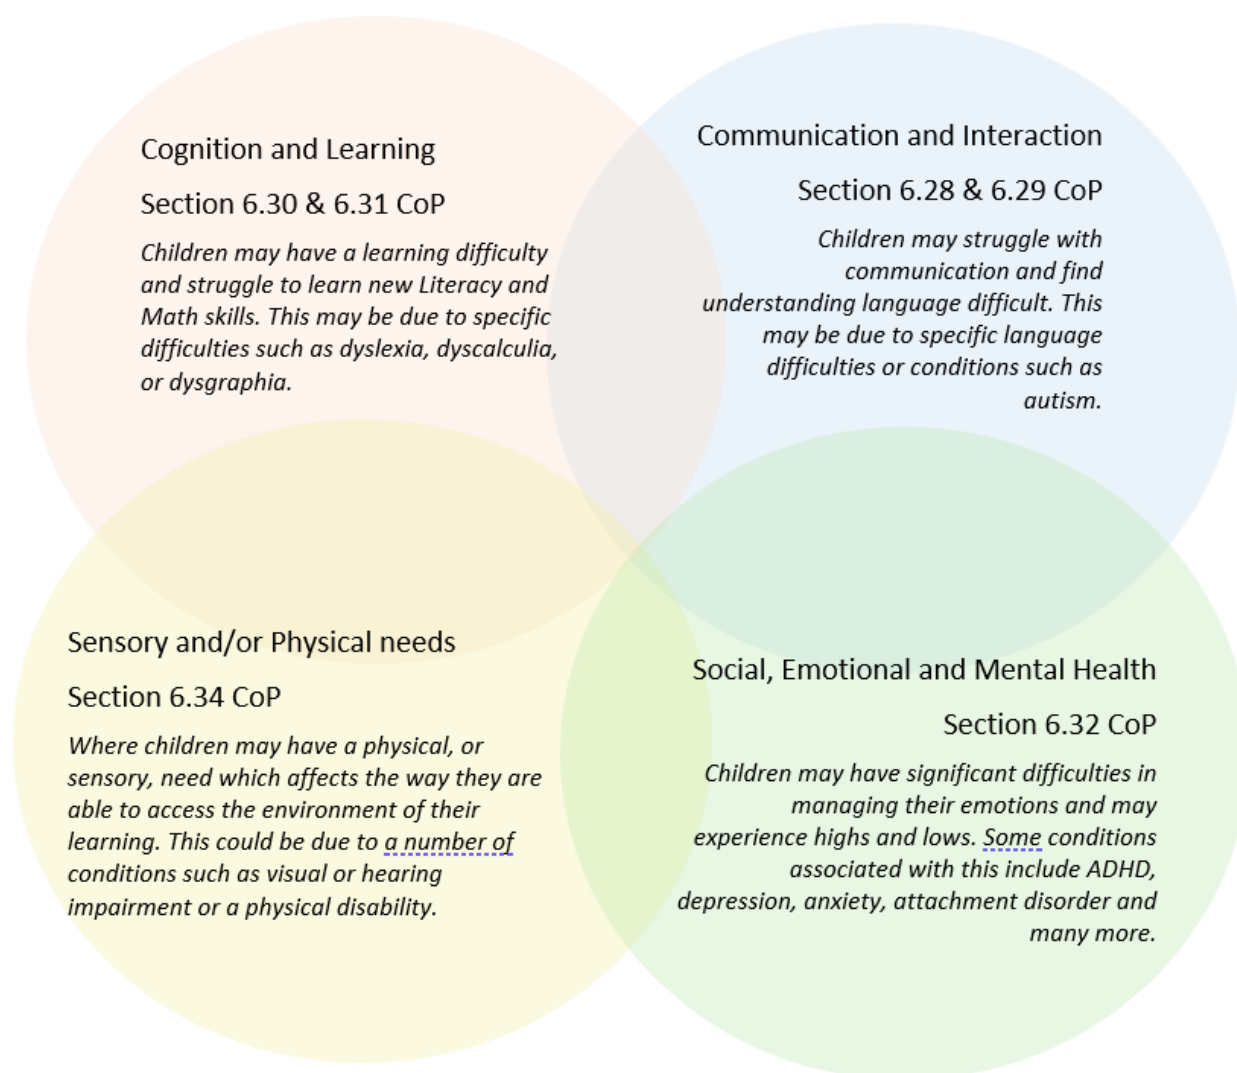 Cognition and Learning
Section 6.30 & 6.31 CoP
Children may have a learning difficulty
and struggle to learn new Literacy and
Math skills. This may be due to specific
difficulties such as dyslexia, dyscalculia,
or dysgraphia.
Communication and Interaction
Section 6.28 & 6.29 CoP
Children may struggle with
communication and find
understanding language difficult. This
may be due to specific language
difficulties or conditions such as
autism.
Sensory and/or Physical needs
Section 6.34 CoP
Where children may have a physical, or
sensory, need which affects the way they are
able to access the environment of their
learning. This could be due to a number of
conditions such as visual or hearing
impairment or a physical disability.
Social, Emotional and Mental Health
Section 6.32 CoP
Children may have significant difficulties in
managing their emotions and may
experience highs and lows. Some conditions
associated with this include ADHD,
depression, anxiety, attachment disorder and
many more.